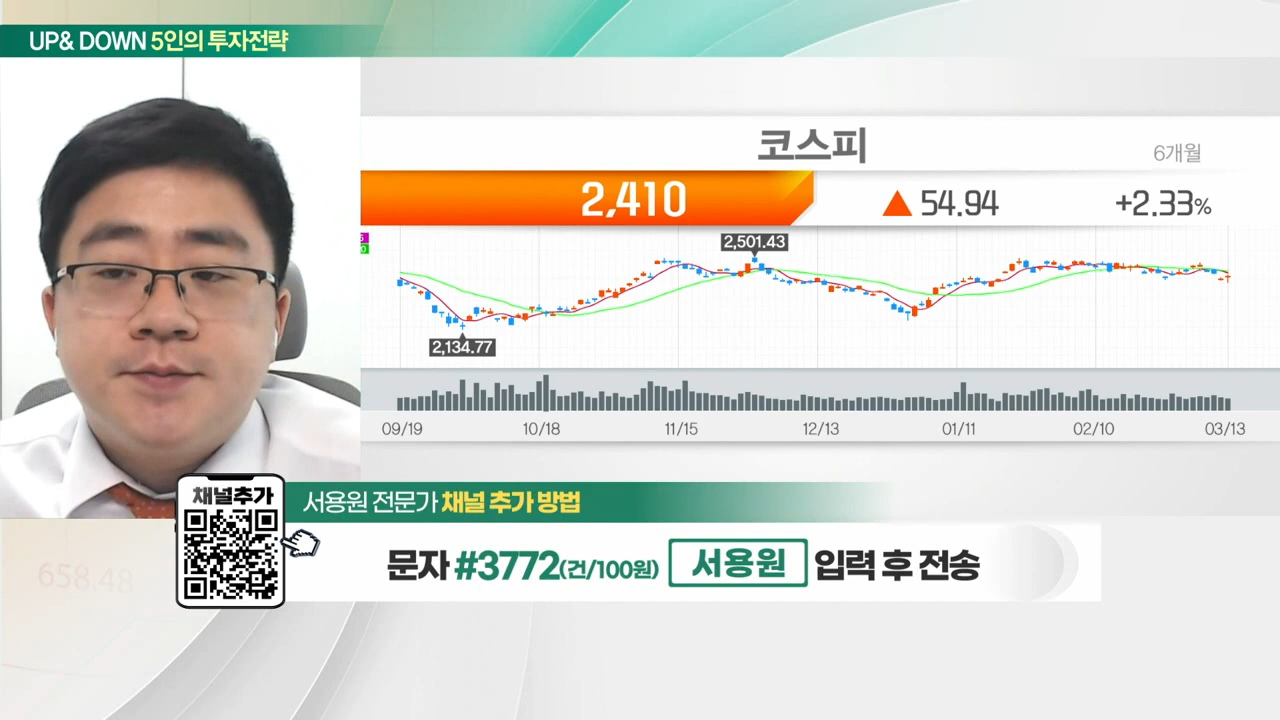 UP& DOWN 5인의 투자전략
코스피
6개월
2,410 ▲ 54.94 +2.33%
2,501.43
2,134.77
09/19 10/18 11/15 12/13 01/11 02/10 03/13
채널추가
서용원 전문가 채널 추가 방법
문자 #3772(건/100원) 서용원 입력 후 전송
658.48